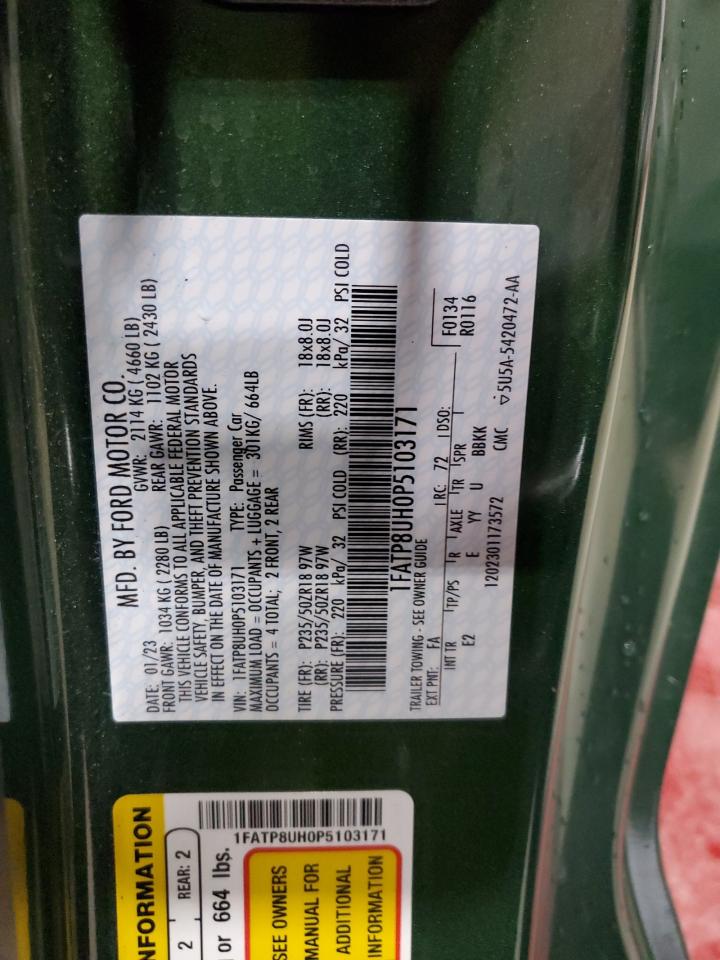 MFD. BY FORD MOTOR CO.
DATE: 01/23 GVWR: 2114 KG ( 4660 LB)
FRONT GAWR: 1034 KG ( 2280 LB) REAR GAWR: 1102 KG ( 2430 LB)
THIS VEHICLE CONFORMS TO ALL APPLICABLE FEDERAL MOTOR
VEHICLE SAFETY, BUMPER, AND THEFT PREVENTION STANDARDS
IN EFFECT ON THE DATE OF MANUFACTURE SHOWN ABOVE.
VIN: 1FATP8UH0P5103171 TYPE: Passenger Car
MAXIMUM LOAD = OCCUPANTS + LUGGAGE = 301KG/ 664LB
OCCUPANTS = 4 TOTAL; 2 FRONT, 2 REAR
TIRE (FR): P235/50ZR18 97W RIMS (FR): 18x8.0J
(RR): P235/50ZR18 97W (RR): 18x8.0J
PRESSURE (FR): 220 kPa/ 32 PSI COLD (RR): 220 kPa/ 32 PSI COLD
1FATP8UH0P5103171
TRAILER TOWING - SEE OWNER GUIDE
EXT PNT: FA RC: 72 DSO: F0134
R0116
INT TR TP/PS R AXLE TR SPR
E2 E YY U BBKK
1202301173572 CMC 5U5A-5420472-AA
NFORMATION
2 REAR: 2
or 664 lbs.
1FATP8UH0P5103171
SEE OWNERS
MANUAL FOR
ADDITIONAL
INFORMATION